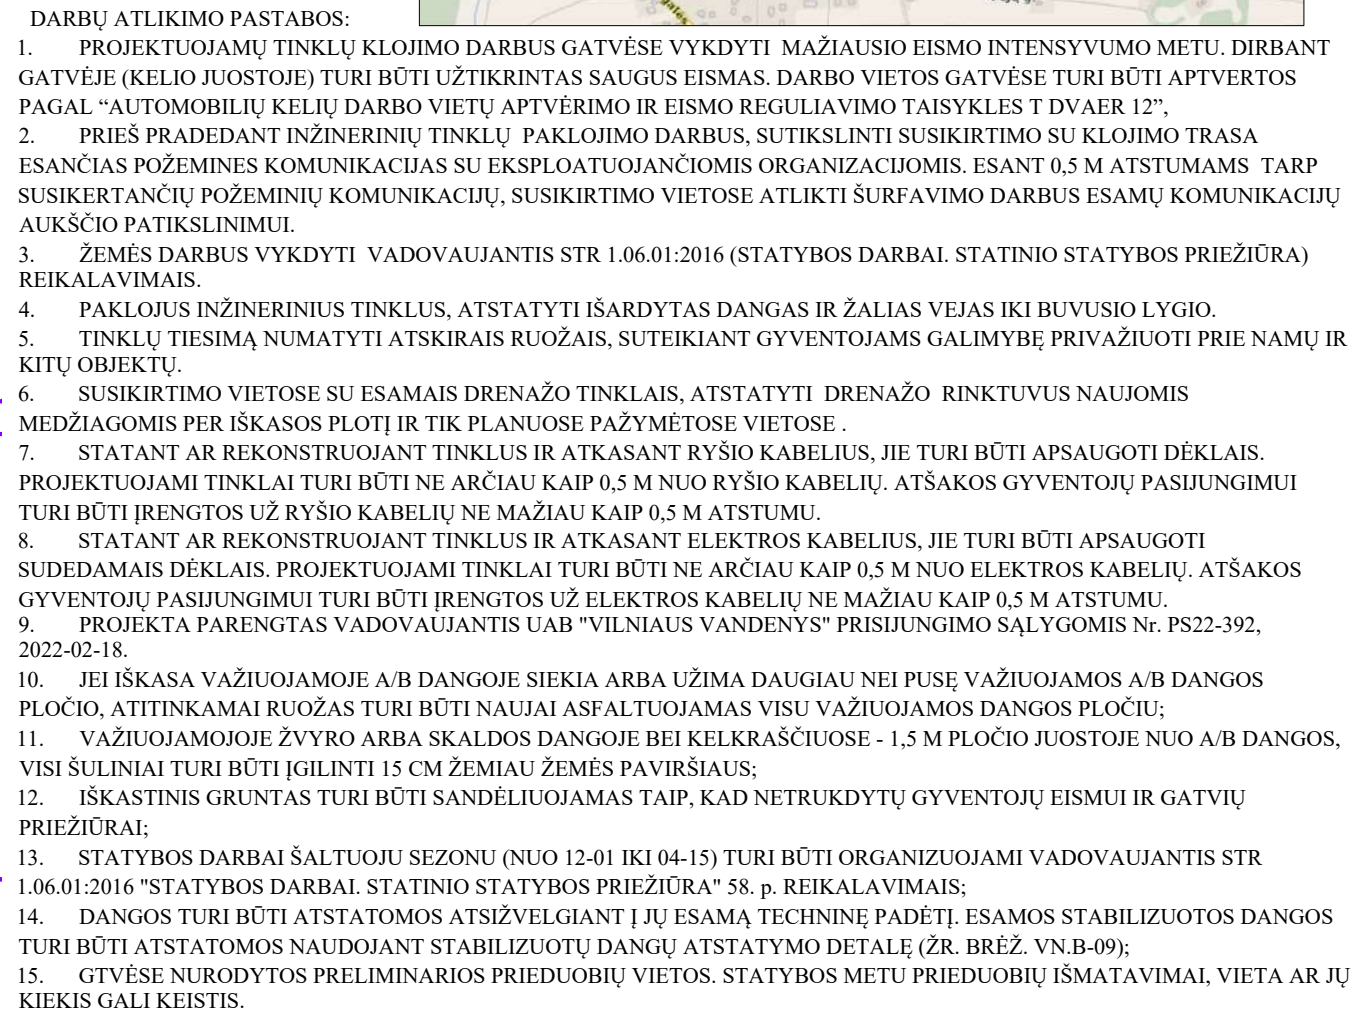 DARBŲ ATLIKIMO PASTABOS:
1. PROJEKTUOJAMŲ TINKLŲ KLOJIMO DARBUS GATVĖSE VYKDYTI MAŽIAUSIO EISMO INTENSYVUMO METU. DIRBANT
GATVĖJE (KELIO JUOSTOJE) TURI BŪTI UŽTIKRINTAS SAUGUS EISMAS. DARBO VIETOS GATVĖSE TURI BŪTI APTVERTOS
PAGAL “AUTOMOBILIŲ KELIŲ DARBO VIETŲ APTVĖRIMO IR EISMO REGULIAVIMO TAISYKLES T DVAER 12”,
2. PRIEŠ PRADEDANT INŽINERINIŲ TINKLŲ PAKLOJIMO DARBUS, SUTIKSLINTI SUSIKIRTIMO SU KLOJIMO TRASA
ESANČIAS POŽEMINES KOMUNIKACIJAS SU EKSPLOATUOJANČIOMIS ORGANIZACIJOMIS. ESANT 0,5 M ATSTUMAMS TARP
SUSIKERTANČIŲ POŽEMINIŲ KOMUNIKACIJŲ, SUSIKIRTIMO VIETOSE ATLIKTI ŠURFAVIMO DARBUS ESAMŲ KOMUNIKACIJŲ
AUKŠČIO PATIKSLINIMUI.
3. ŽEMĖS DARBUS VYKDYTI VADOVAUJANTIS STR 1.06.01:2016 (STATYBOS DARBAI. STATINIO STATYBOS PRIEŽIŪRA)
REIKALAVIMAIS.
4. PAKLOJUS INŽINERINIUS TINKLUS, ATSTATYTI IŠARDYTAS DANGAS IR ŽALIAS VEJAS IKI BUVUSIO LYGIO.
5. TINKLŲ TIESIMĄ NUMATYTI ATSKIRAIS RUOŽAIS, SUTEIKIANT GYVENTOJAMS GALIMYBĘ PRIVAŽIUOTI PRIE NAMŲ IR
KITŲ OBJEKTŲ.
6. SUSIKIRTIMO VIETOSE SU ESAMAIS DRENAŽO TINKLAIS, ATSTATYTI DRENAŽO RINKTUVUS NAUJOMIS
MEDŽIAGOMIS PER IŠKASOS PLOTĮ IR TIK PLANUOSE PAŽYMĖTOSE VIETOSE .
7. STATANT AR REKONSTRUOJANT TINKLUS IR ATKASANT RYŠIO KABELIUS, JIE TURI BŪTI APSAUGOTI DĖKLAIS.
PROJEKTUOJAMI TINKLAI TURI BŪTI NE ARČIAU KAIP 0,5 M NUO RYŠIO KABELIŲ. ATŠAKOS GYVENTOJŲ PASIJUNGIMUI
TURI BŪTI ĮRENGTOS UŽ RYŠIO KABELIŲ NE MAŽIAU KAIP 0,5 M ATSTUMU.
8. STATANT AR REKONSTRUOJANT TINKLUS IR ATKASANT ELEKTROS KABELIUS, JIE TURI BŪTI APSAUGOTI
SUDEDAMAIS DĖKLAIS. PROJEKTUOJAMI TINKLAI TURI BŪTI NE ARČIAU KAIP 0,5 M NUO ELEKTROS KABELIŲ. ATŠAKOS
GYVENTOJŲ PASIJUNGIMUI TURI BŪTI ĮRENGTOS UŽ ELEKTROS KABELIŲ NE MAŽIAU KAIP 0,5 M ATSTUMU.
9. PROJEKTA PARENGTAS VADOVAUJANTIS UAB "VILNIAUS VANDENYS" PRISIJUNGIMO SĄLYGOMIS Nr. PS22-392,
2022-02-18.
10. JEI IŠKASA VAŽIUOJAMOJE A/B DANGOJE SIEKIA ARBA UŽIMA DAUGIAU NEI PUSĘ VAŽIUOJAMOS A/B DANGOS
PLOČIO, ATITINKAMAI RUOŽAS TURI BŪTI NAUJAI ASFALTUOJAMAS VISU VAŽIUOJAMOS DANGOS PLOČIU;
11. VAŽIUOJAMOJOJE ŽVYRO ARBA SKALDOS DANGOJE BEI KELKRAŠČIUOSE - 1,5 M PLOČIO JUOSTOJE NUO A/B DANGOS,
VISI ŠULINIAI TURI BŪTI ĮGILINTI 15 CM ŽEMIAU ŽEMĖS PAVIRŠIAUS;
12. IŠKASTINIS GRUNTAS TURI BŪTI SANDĖLIUOJAMAS TAIP, KAD NETRUKDYTŲ GYVENTOJŲ EISMUI IR GATVIŲ
PRIEŽIŪRAI;
13. STATYBOS DARBAI ŠALTUOJU SEZONU (NUO 12-01 IKI 04-15) TURI BŪTI ORGANIZUOJAMI VADOVAUJANTIS STR
1.06.01:2016 "STATYBOS DARBAI. STATINIO STATYBOS PRIEŽIŪRA" 58. p. REIKALAVIMAIS;
14. DANGOS TURI BŪTI ATSTATOMOS ATSIŽVELGIANT Į JŲ ESAMĄ TECHNINĘ PADĖTĮ. ESAMOS STABILIZUOTOS DANGOS
TURI BŪTI ATSTATOMOS NAUDOJANT STABILIZUOTŲ DANGŲ ATSTATYMO DETALĘ (ŽR. BRĖŽ. VN.B-09);
15. GTVĖSE NURODYTOS PRELIMINARIOS PRIEDUOBIŲ VIETOS. STATYBOS METU PRIEDUOBIŲ IŠMATAVIMAI, VIETA AR JŲ
KIEKIS GALI KEISTIS.